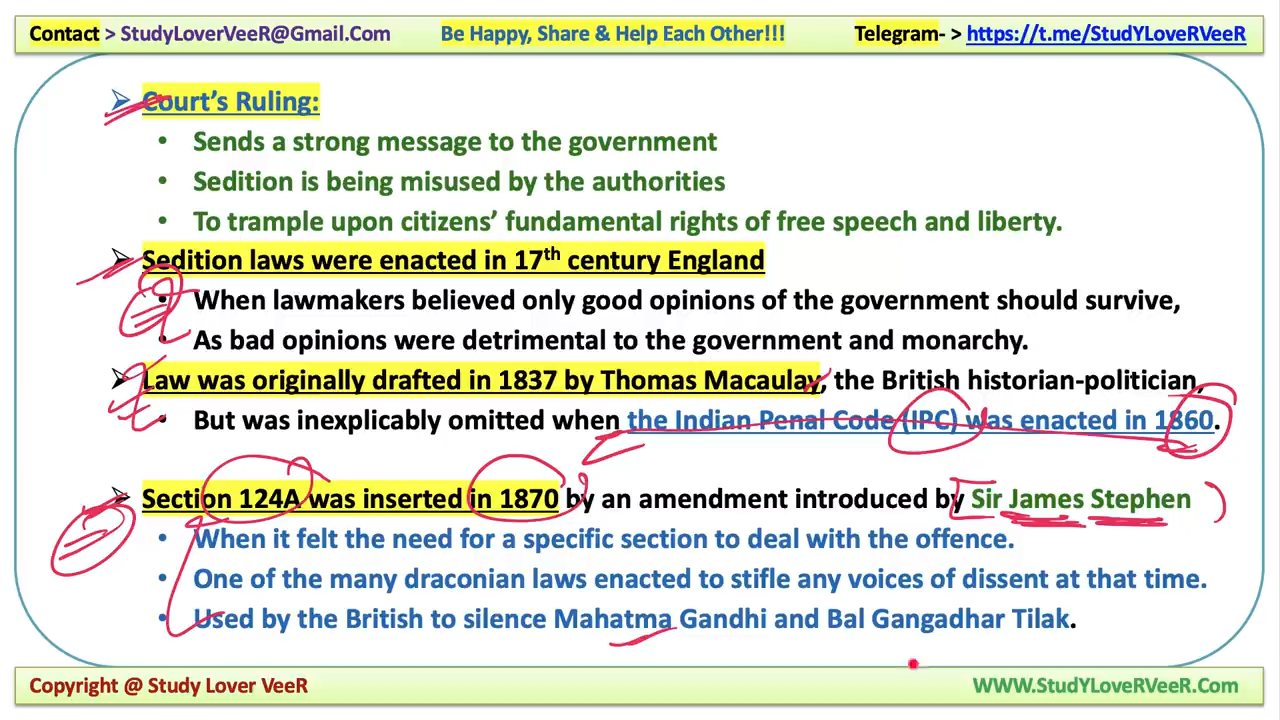 Contact > StudyLoverVeeR@Gmail.Com Be Happy, Share & Help Each Other!!! Telegram- > https://t.me/StudYLoveRVeeR
➢ Court's Ruling:
• Sends a strong message to the government
• Sedition is being misused by the authorities
• To trample upon citizens' fundamental rights of free speech and liberty.
➢ Sedition laws were enacted in 17th century England
• When lawmakers believed only good opinions of the government should survive,
• As bad opinions were detrimental to the government and monarchy.
➢ Law was originally drafted in 1837 by Thomas Macaulay, the British historian-politician,
• But was inexplicably omitted when the Indian Penal Code (IPC) was enacted in 1860.
➢ Section 124A was inserted in 1870 by an amendment introduced by Sir James Stephen
• When it felt the need for a specific section to deal with the offence.
• One of the many draconian laws enacted to stifle any voices of dissent at that time.
• Used by the British to silence Mahatma Gandhi and Bal Gangadhar Tilak.
Copyright @ Study Lover VeeR WWW.StudYLoveRVeeR.Com